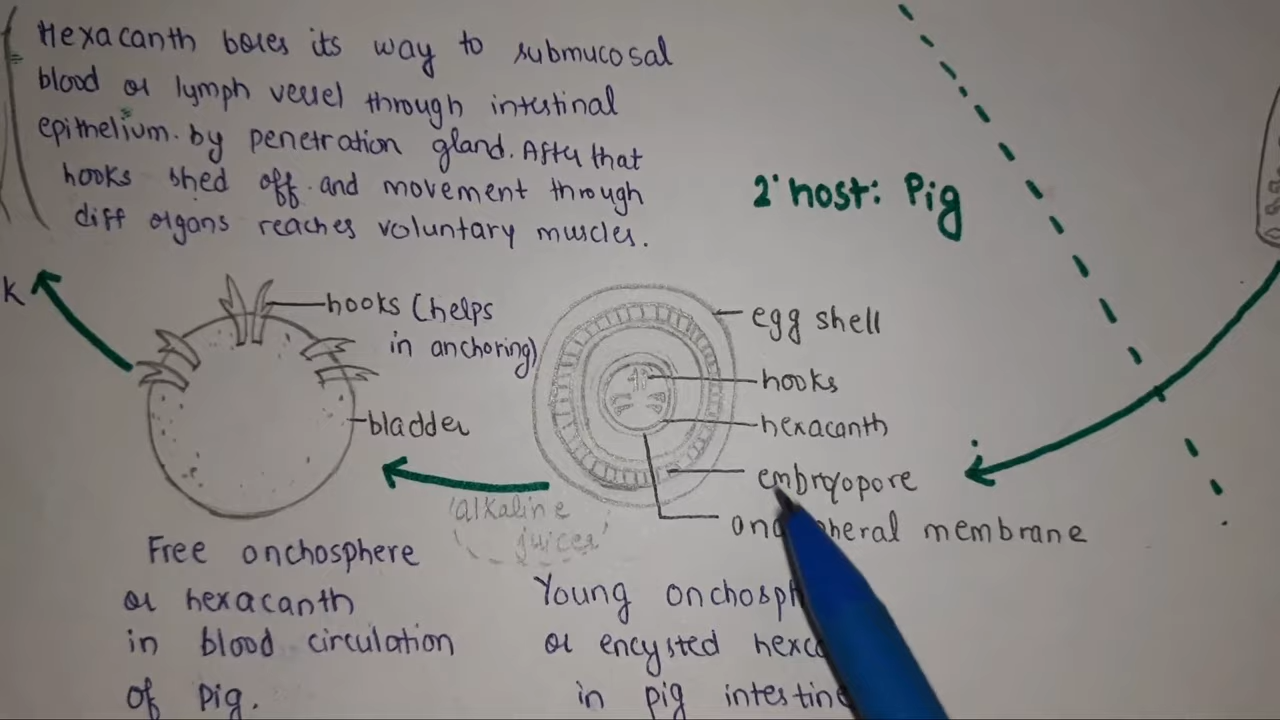 Hexacanth bores its way to submucosal
blood or lymph vessel through intestinal
epithelium. by penetration gland. After that
hooks shed off. and movement through
diff organs reaches voluntary muscles.
2° host: Pig
K
hooks (helps
in anchoring)
bladder
egg shell
hooks
hexacanth
embryopore
membrane
alkaline
juices
Free onchosphere
or hexacanth
in blood circulation
of pig.
Young
or encysted
in pig intestine